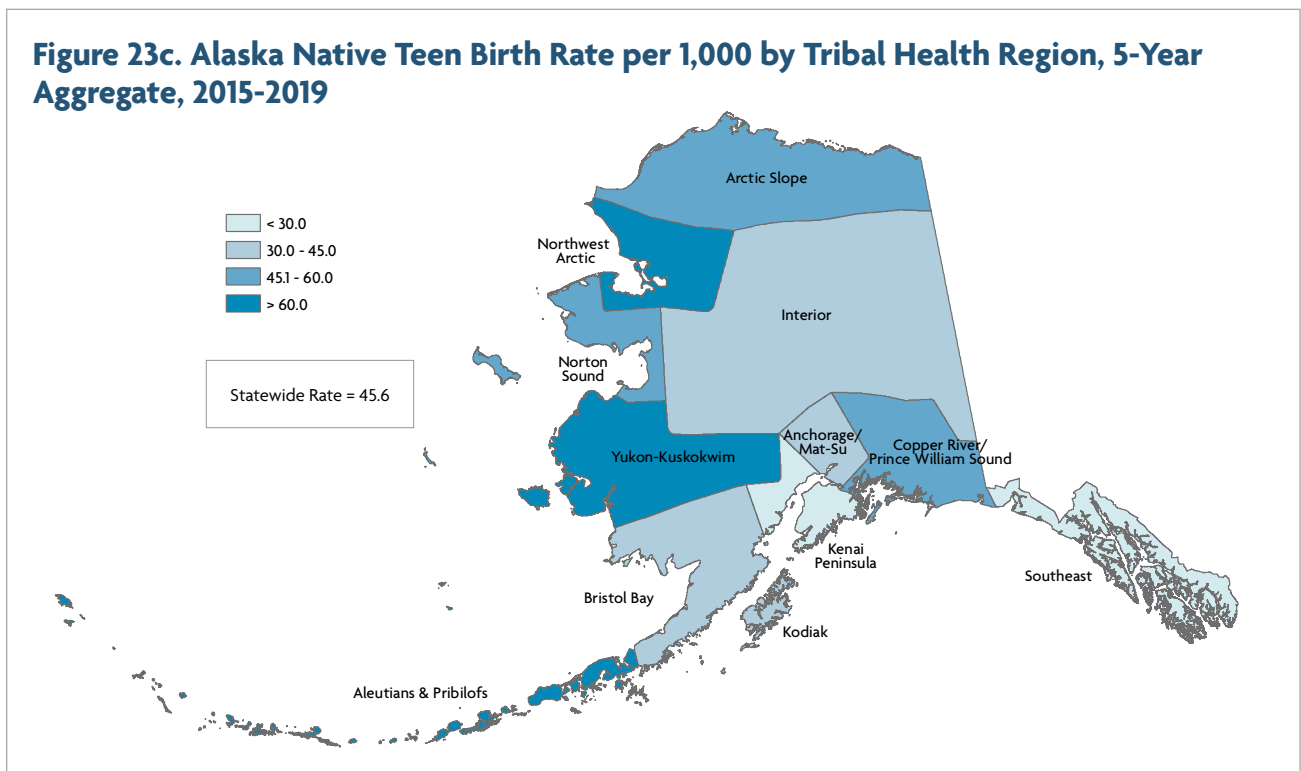 Figure 23c. Alaska Native Teen Birth Rate per 1,000 by Tribal Health Region, 5-Year
Aggregate, 2015-2019
< 30.0
30.0 - 45.0
45.1 - 60.0
> 60.0
Statewide Rate = 45.6
Arctic Slope
Northwest
Arctic
Interior
Norton
Sound
Anchorage/
Mat-Su
Copper River/
Prince William Sound
Yukon-Kuskokwim
Kenai
Peninsula
Southeast
Bristol Bay
Kodiak
Aleutians & Pribilofs